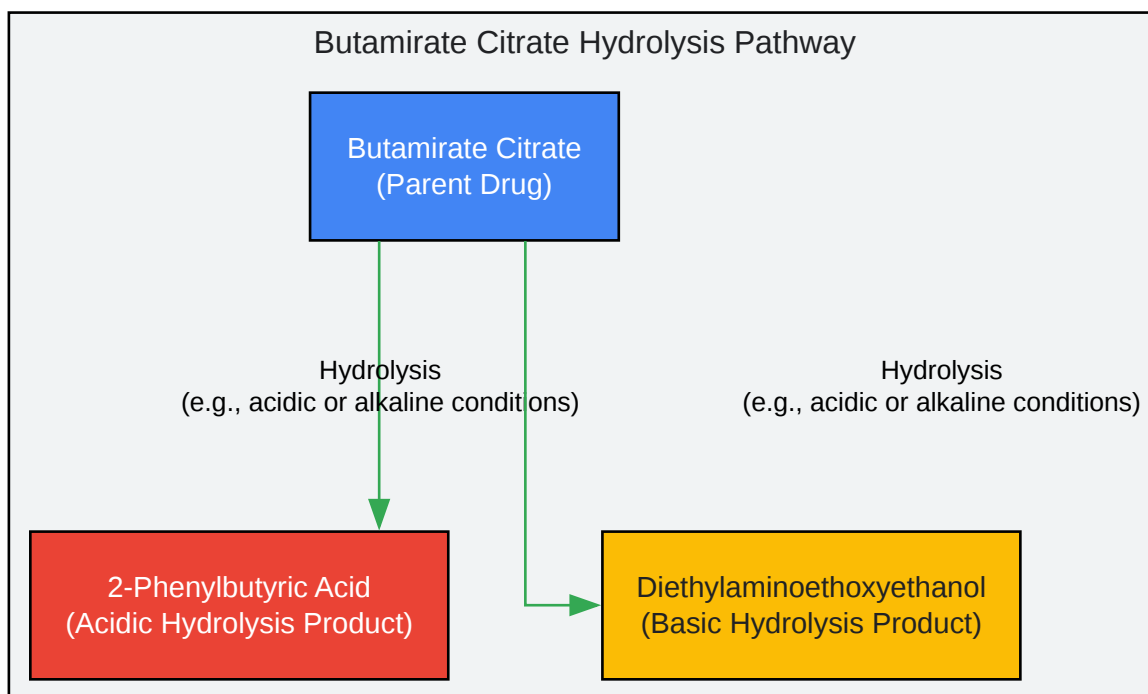 Butamirate Citrate Hydrolysis Pathway
Butamirate Citrate
(Parent Drug)
Hydrolysis
(e.g., acidic or alkaline conditions)
Hydrolysis
(e.g., acidic or alkaline conditions)
2-Phenylbutyric Acid
(Acidic Hydrolysis Product)
Diethylaminoethoxyethanol
(Basic Hydrolysis Product)